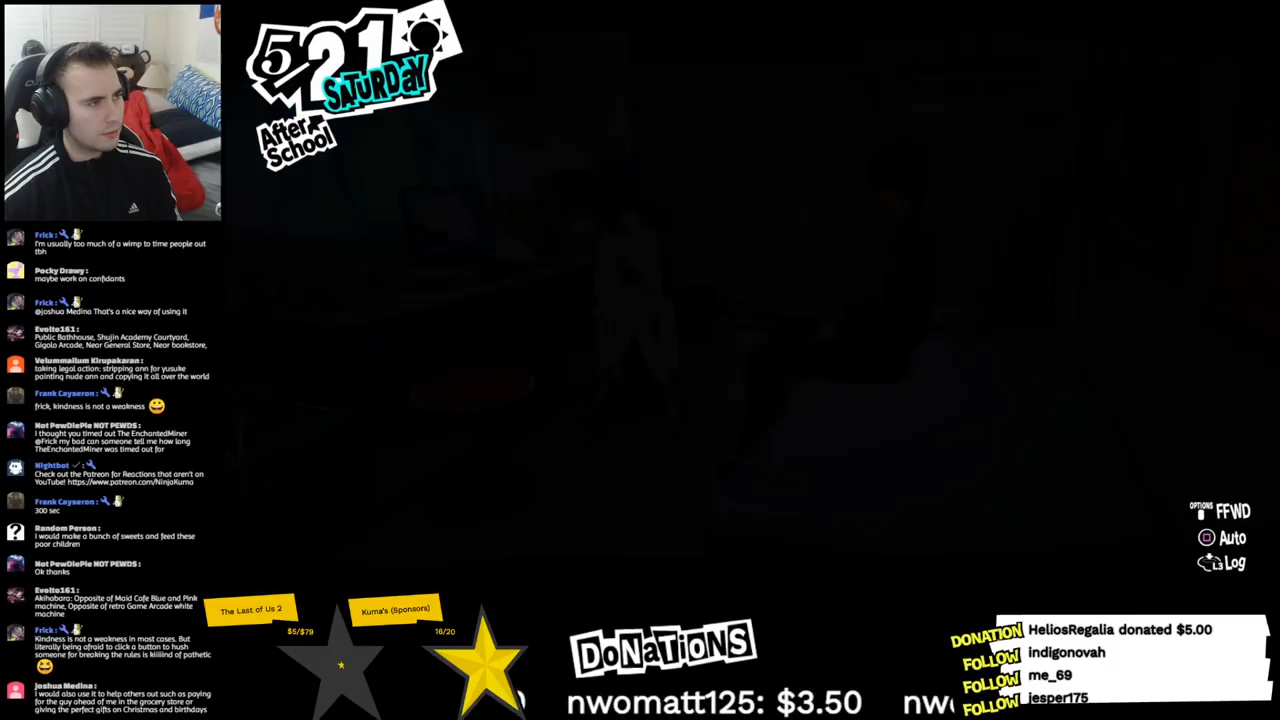 5/21
SATURDAY
After School
Frick :
I'm usually too much of a wimp to time people out
tbh
Pocky Drawy :
maybe work on confidants
Frick :
@joshua Medina That's a nice way of using it
Evolto161 :
Public Bathhouse, Shujin Academy Courtyard,
Gigolo Arcade, Near General Store, Near bookstore,
Velummailum Kirupakaran :
taking legal action: stripping ann for yusuke
painting nude ann and copying it all over the world
Frank Cayseron :
frick, kindness is not a weakness
Not PewDiePie NOT PEWDS :
I thought you timed out The EnchantedMiner
@Frick my bad can someone tell me how long
TheEnchantedMiner was timed out for
Nightbot ✓ :
Check out the Patreon for Reactions that aren't on
YouTube! https://www.patreon.com/NinjaKuma
Frank Cayseron :
300 sec
Random Person :
I would make a bunch of sweets and feed these
poor children
Not PewDiePie NOT PEWDS :
Ok thanks
Evolto161 :
Akihabara: Opposite of Maid Cafe Blue and Pink
machine, Opposite of retro Game Arcade white
machine
Frick :
Kindness is not a weakness in most cases. But
literally being afraid to click a button to hush
someone for breaking the rules is kiiiiind of pathetic
joshua Medina :
I would also use it to help others out such as paying
for the guy ahead of me in the grocery store or
giving the perfect gifts on Christmas and birthdays
OPTIONS FFWD
Auto
L3 Log
The Last of Us 2
$5/$79
Kuma's (Sponsors)
16/20
DONATIONS
nwomatt125: $3.50
nw
DONATION HeliosRegalia donated $5.00
FOLLOW indigonovah
FOLLOW me_69
FOLLOW jesper175